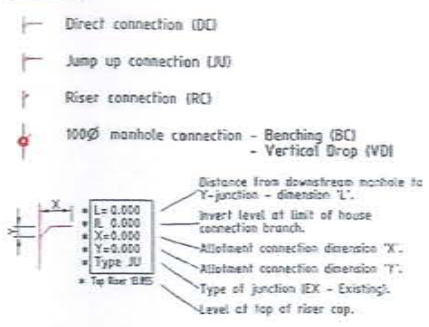 Direct connection (DC)
Jump up connection (JU)
Riser connection (RC)
100Ø manhole connection - Benching (BC)
- Vertical Drop (VD)
Distance from downstream manhole to
Y-junction - dimension "L".
X
Y
* L= 0.000
* IL 0.000
* X=0.000
* Y=0.000
* Type JU
* Top Riser
Invert level at limit of house
connection branch.
Allotment connection dimension "X".
Allotment connection dimension "Y".
Type of junction (EX - Existing).
Level at top of riser cap.